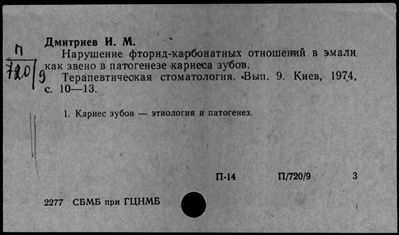 П
720/9
Дмитриев И. М.
Нарушение фторид-карбонатных отношений в эмали
как звено в патогенезе кариеса зубов.
Терапевтическая стоматология. Вып. 9. Киев, 1974,
с. 10—13.
1. Кариес зубов — этиология и патогенез.
П-14 П/720/9 3
2277 СБМБ при ГЦНМБ